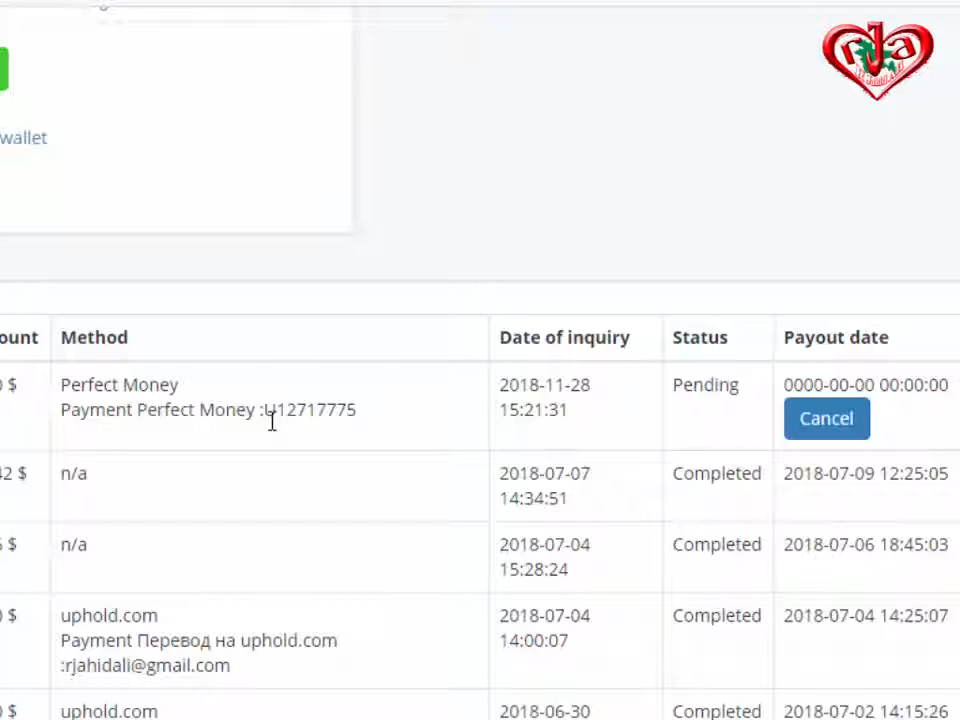 rja
wallet
ount Method Date of inquiry Status Payout date
$ Perfect Money 2018-11-28 Pending 0000-00-00 00:00:00
Payment Perfect Money :U12717775 15:21:31 Cancel
42 $ n/a 2018-07-07 Completed 2018-07-09 12:25:05
14:34:51
$ n/a 2018-07-04 Completed 2018-07-06 18:45:03
15:28:24
$ uphold.com 2018-07-04 Completed 2018-07-04 14:25:07
Payment Перевод на uphold.com 14:00:07
:rjahidali@gmail.com
$ uphold.com 2018-06-30 Completed 2018-07-02 14:15:26